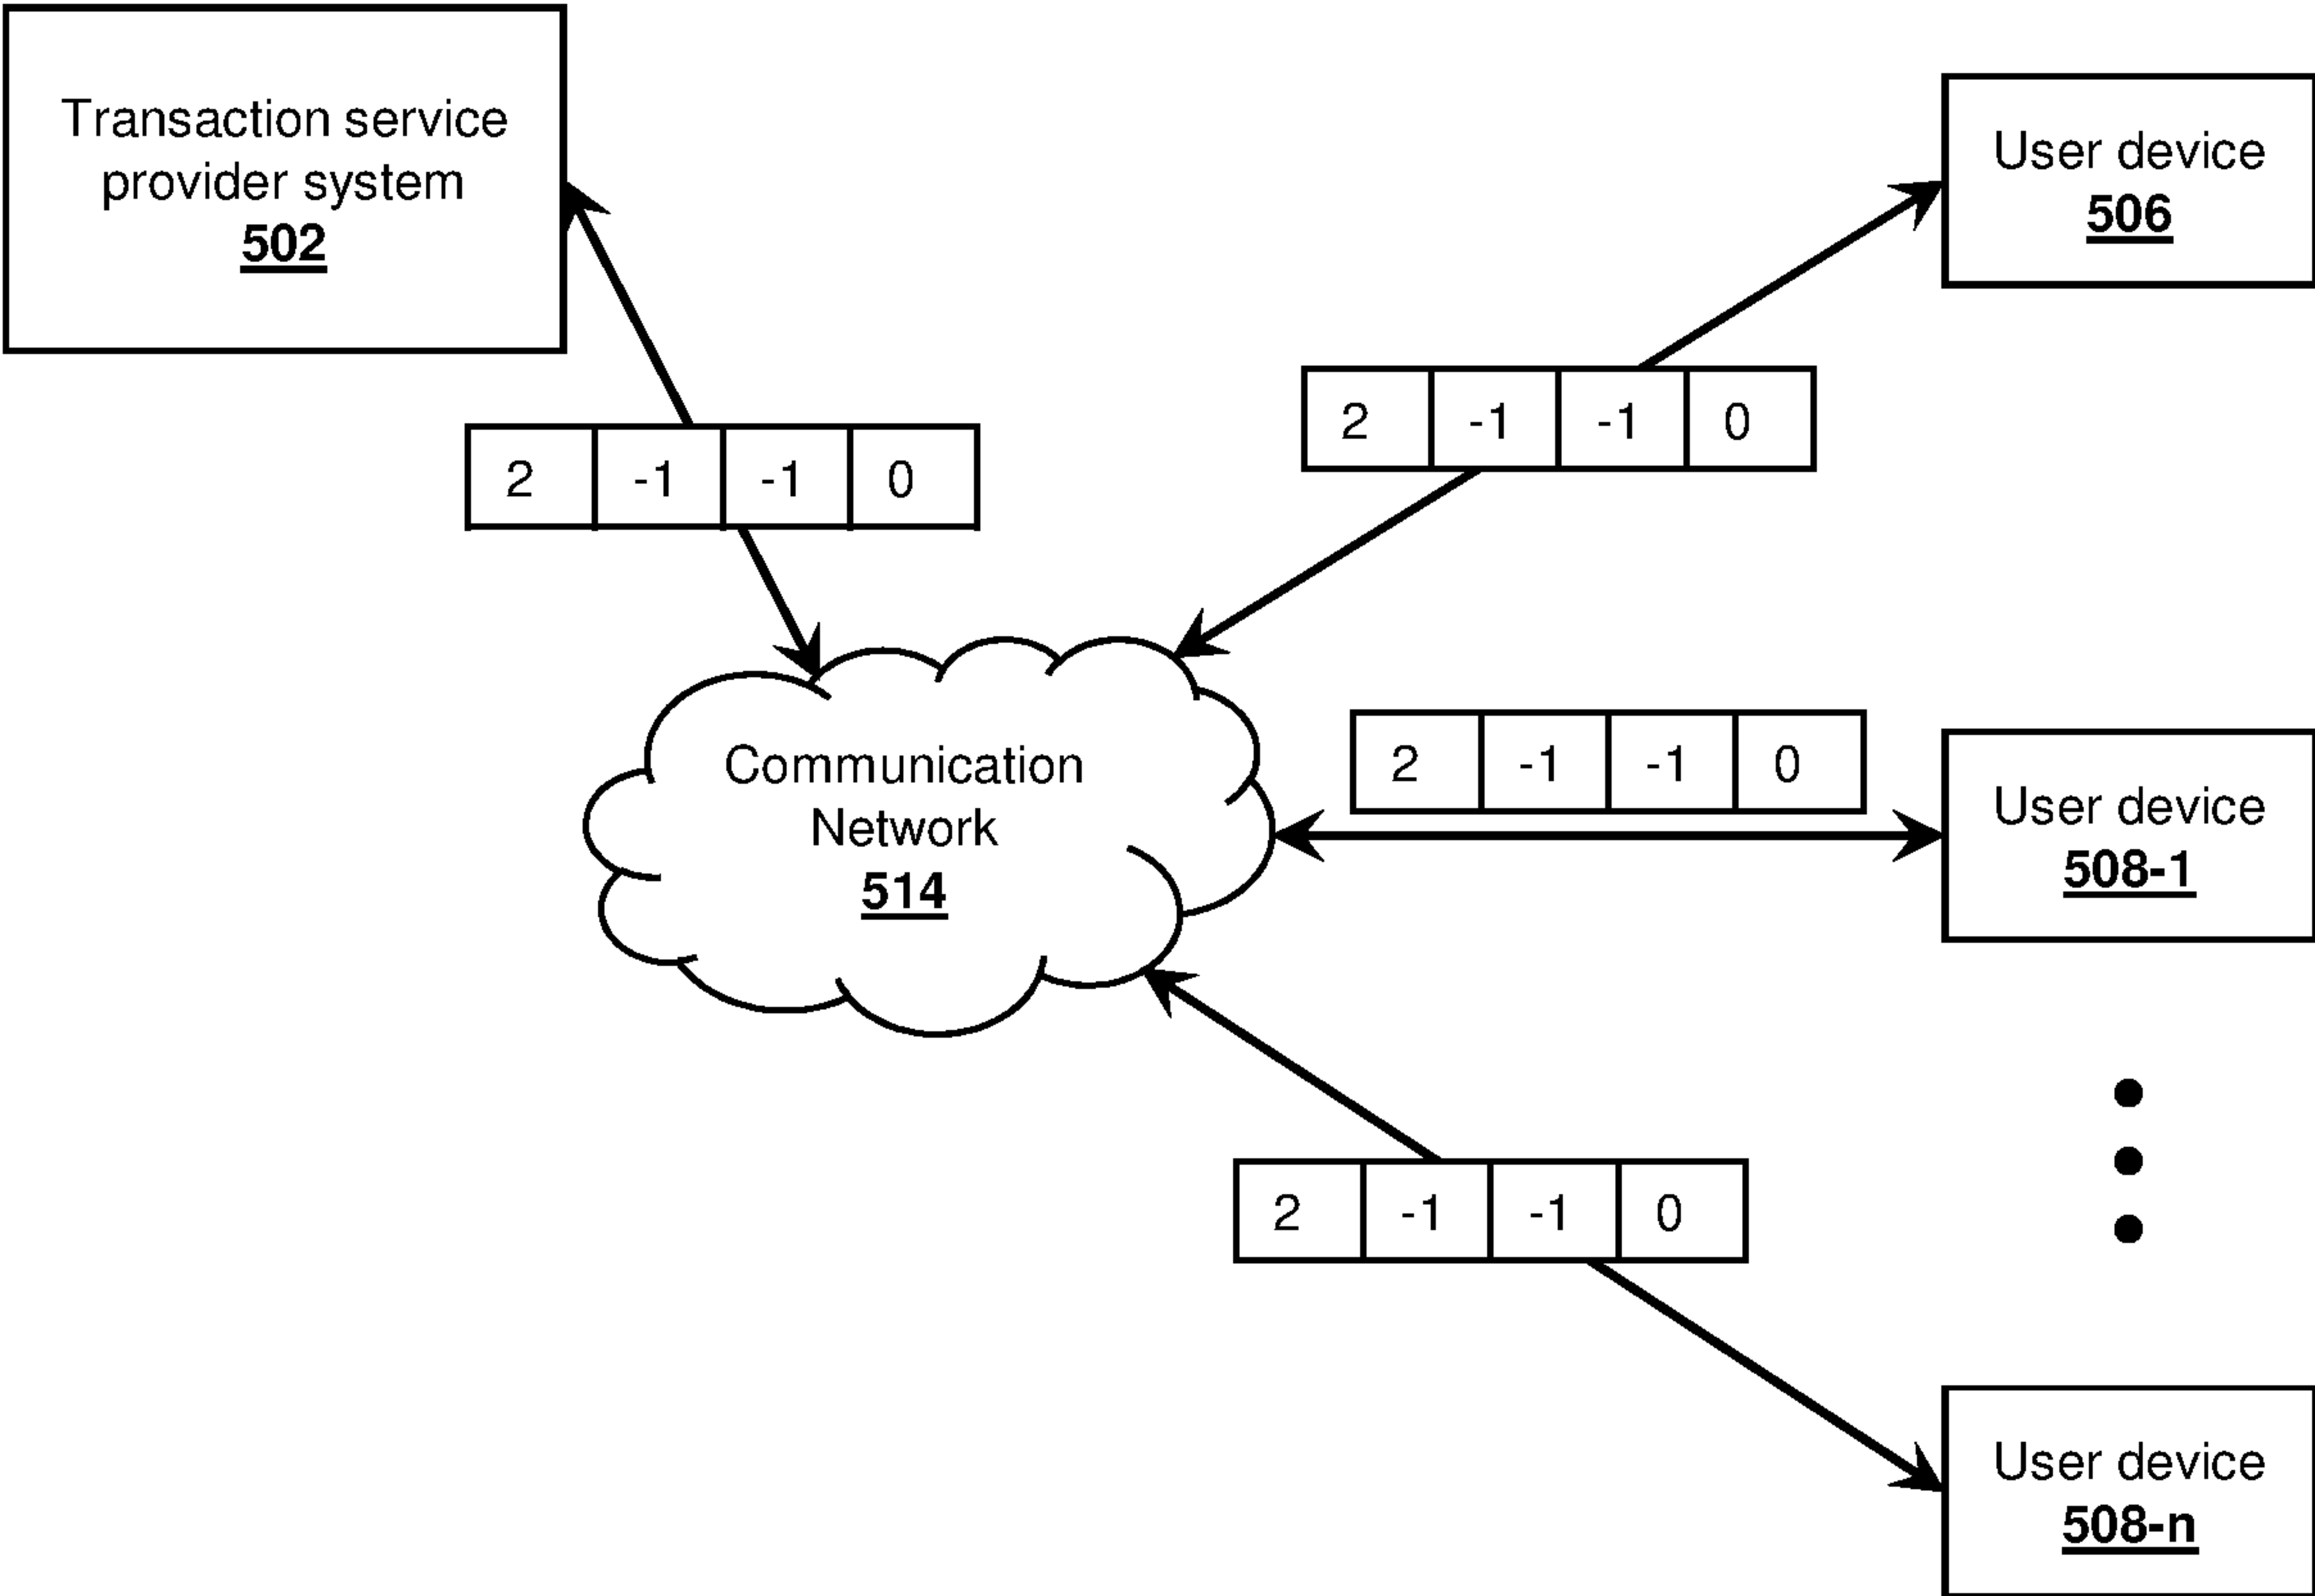 Transaction service
provider system
502
User device
506
2 -1 -1 0
2 -1 -1 0
Communication
Network
514
2 -1 -1 0
User device
508-1
2 -1 -1 0
User device
508-n